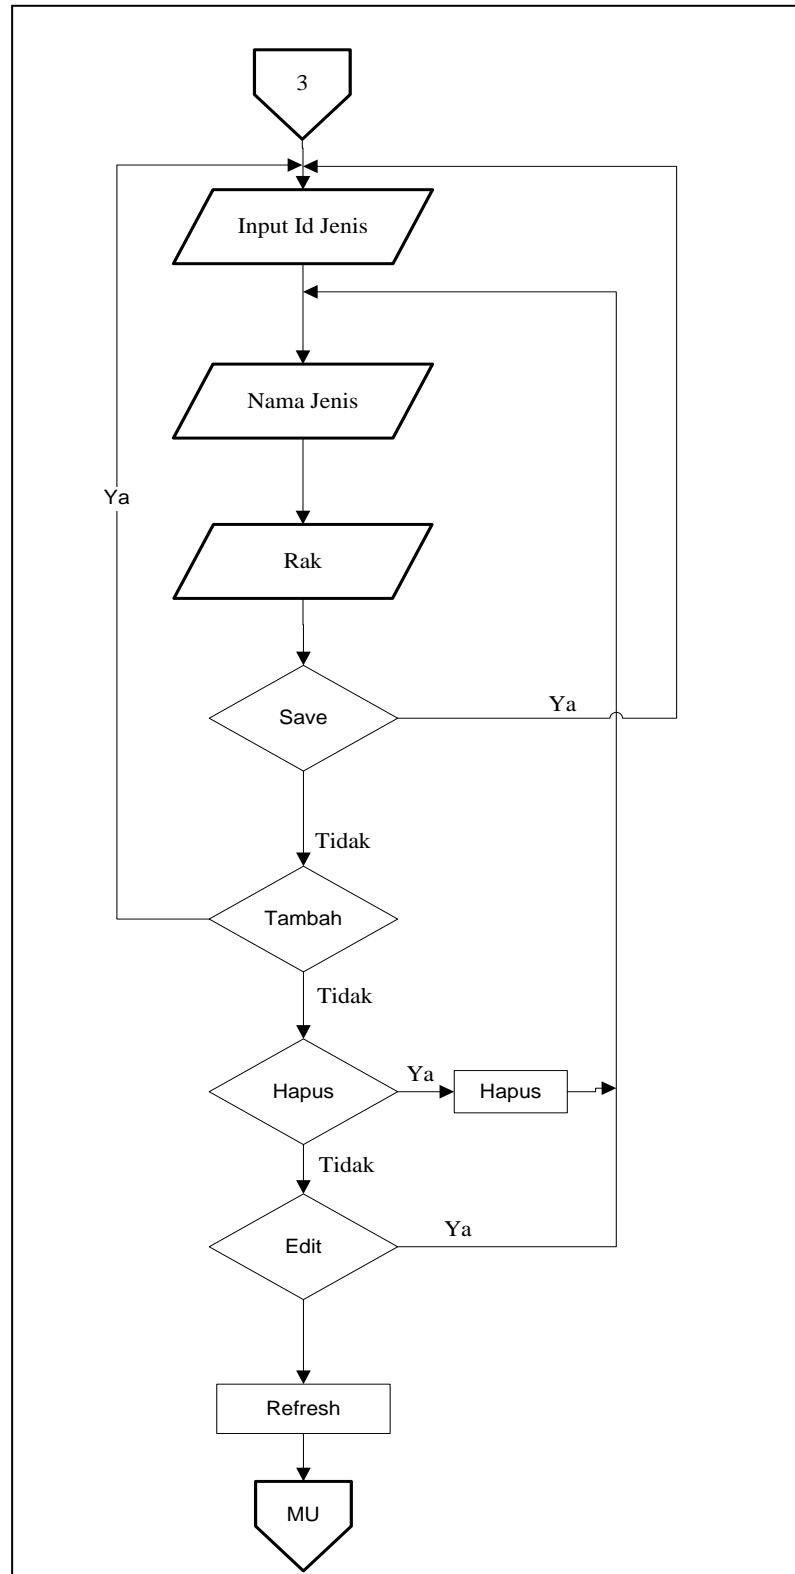 3
Input Id Jenis
Nama Jenis
Ya
Rak
Save
Ya
Tidak
Tambah
Tidak
Hapus
Ya
Hapus
Tidak
Edit
Ya
Refresh
MU